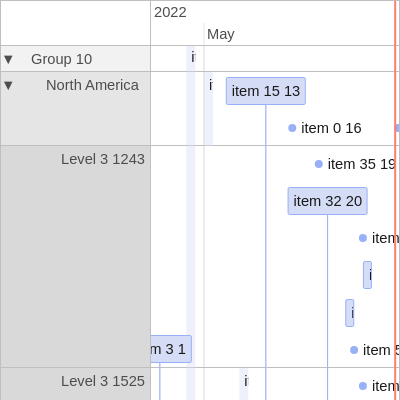 2022
May
▼ Group 10
▼ North America
item 15 13
item 0 16
Level 3 1243
item 35 19
item 32 20
item
m 3 1
item 5
Level 3 1525
item